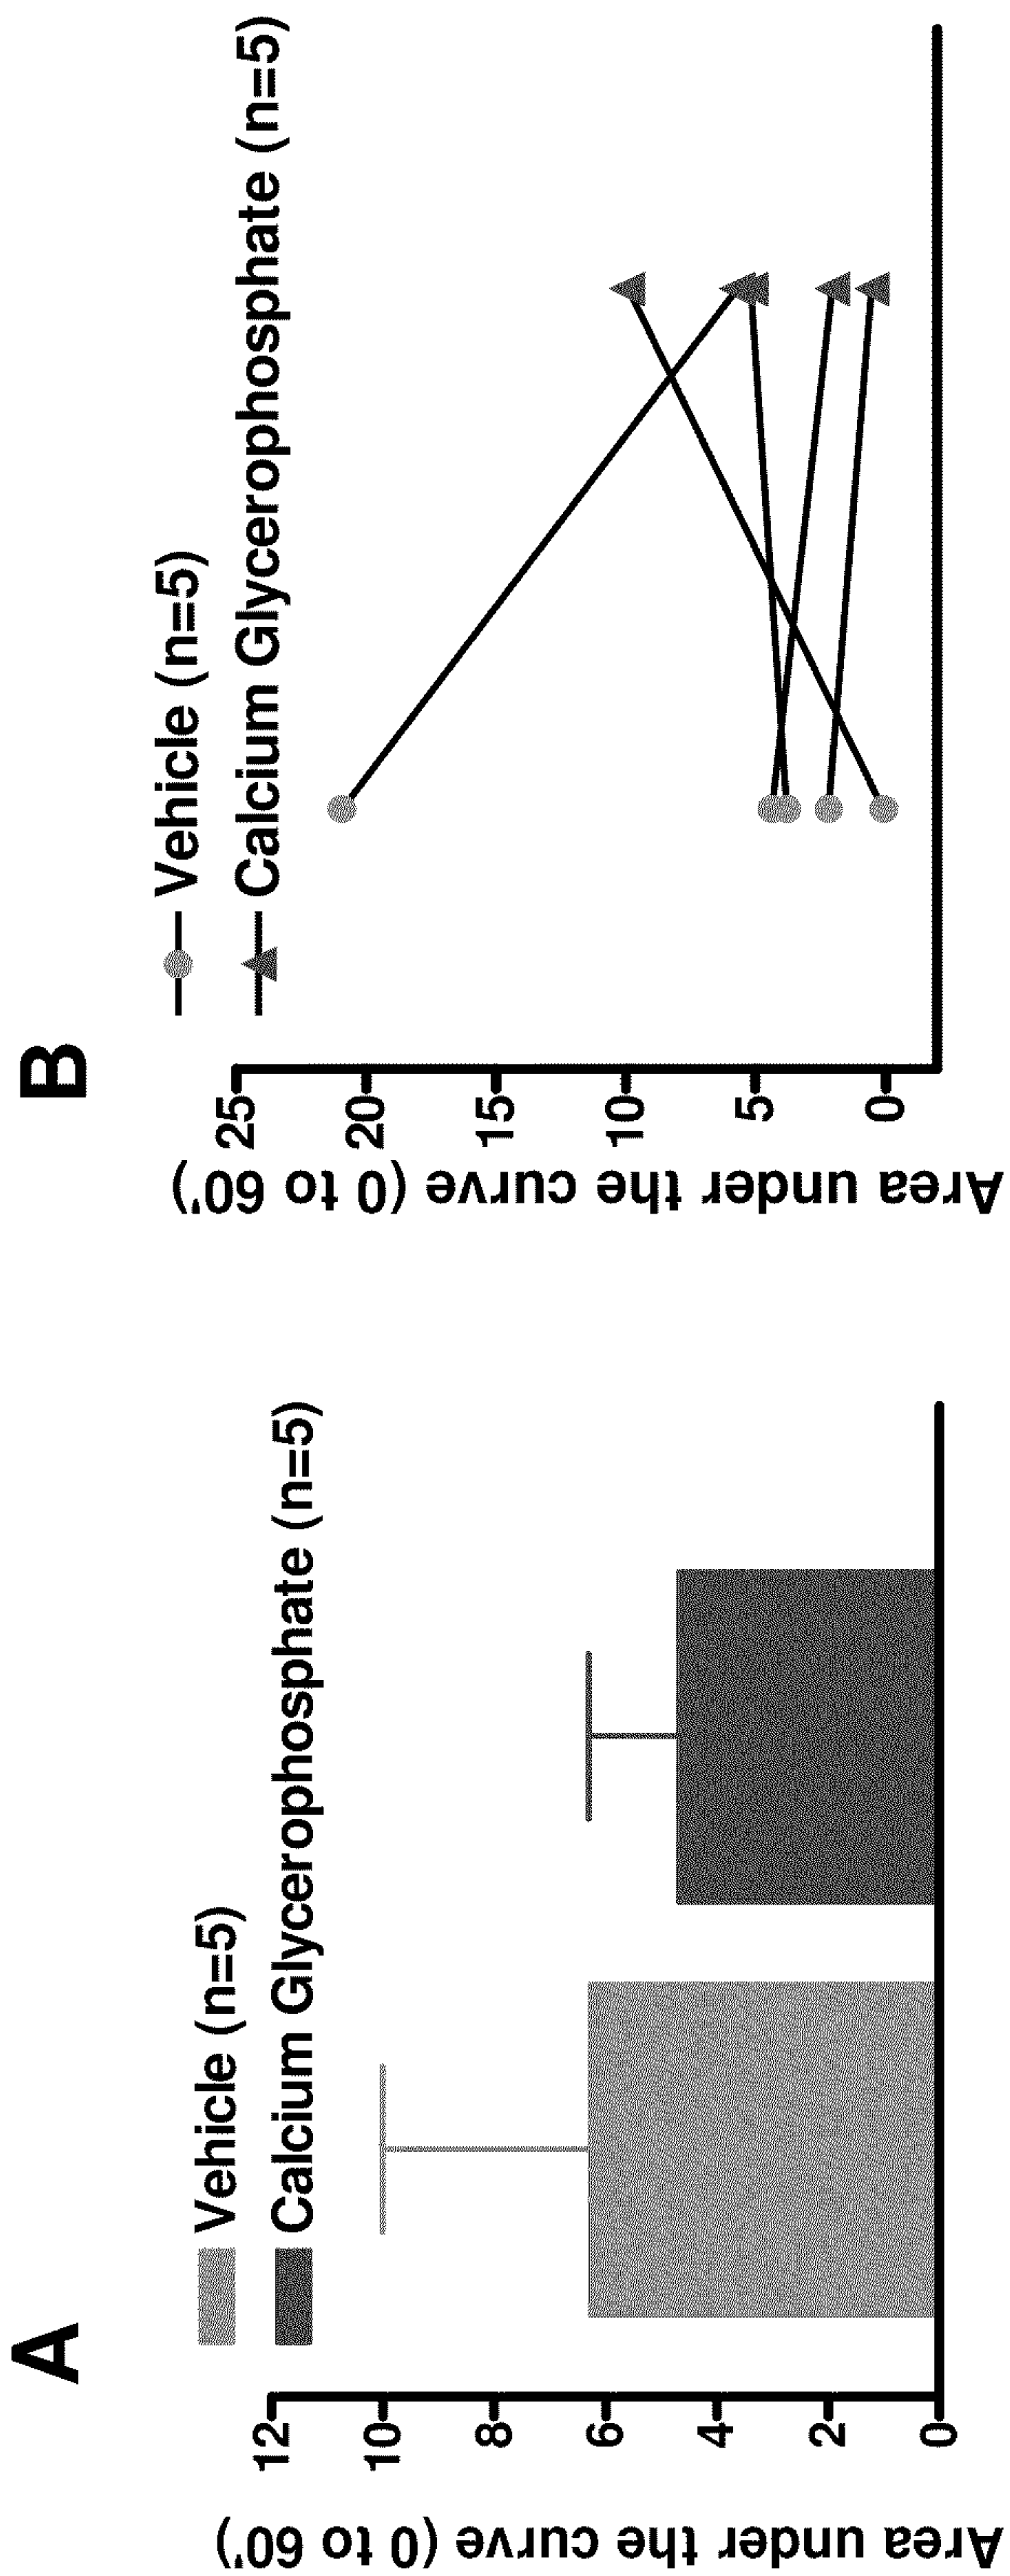 A
Vehicle (n=5)
Calcium Glycerophosphate (n=5)
Area under the curve (0 to 60')
12
10
8
6
4
2
0
B
Vehicle (n=5)
Calcium Glycerophosphate (n=5)
Area under the curve (0 to 60')
25
20
15
10
5
0